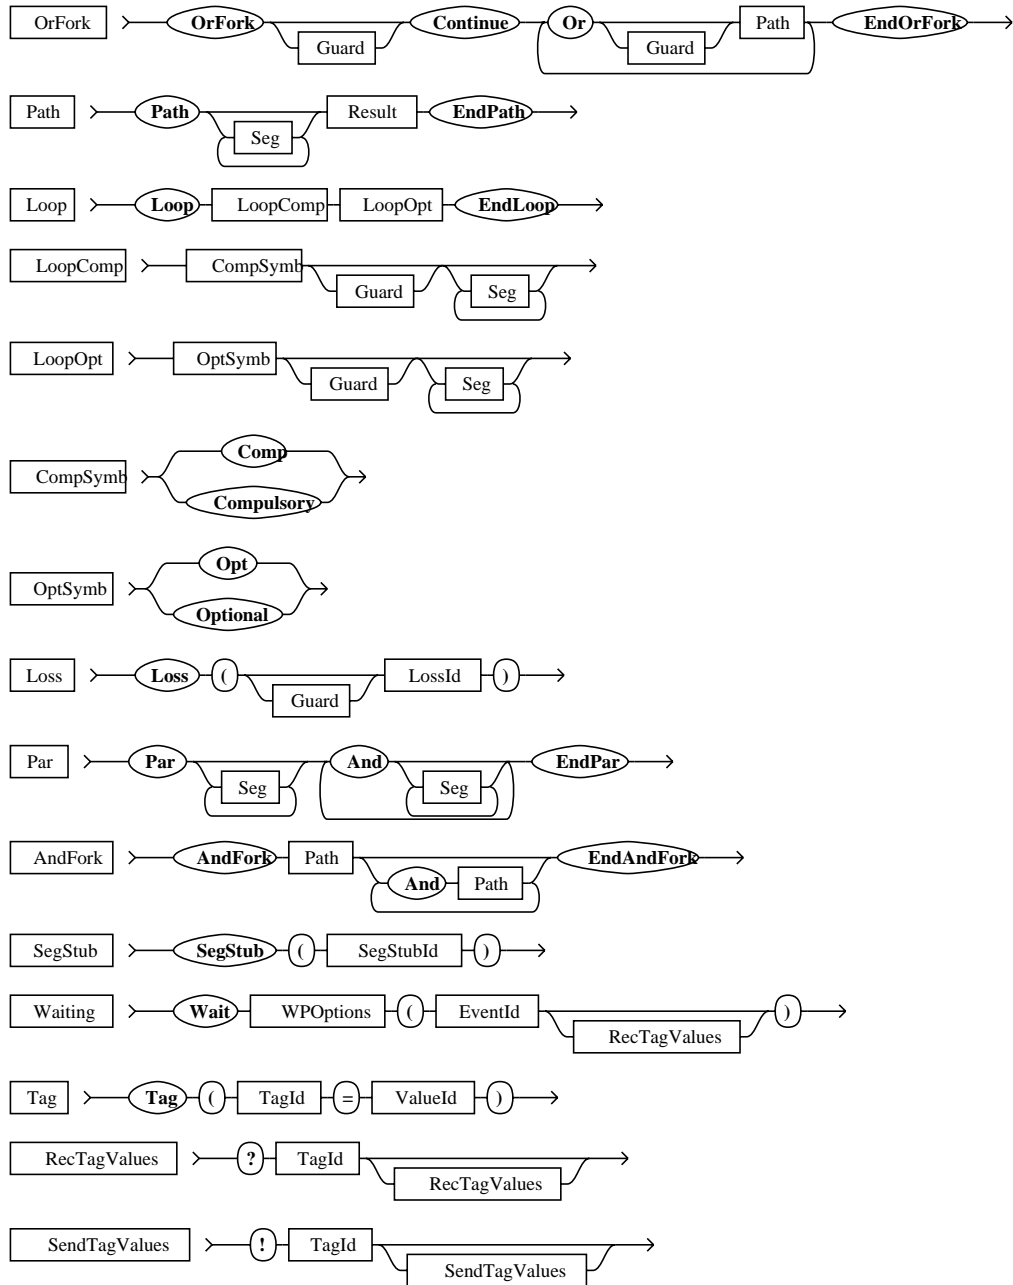 OrFork OrFork Guard Continue Or Guard Path EndOrFork
Path Path Seg Result EndPath
Loop Loop LoopComp LoopOpt EndLoop
LoopComp CompSymb Guard Seg
LoopOpt OptSymb Guard Seg
CompSymb Comp Compulsory
OptSymb Opt Optional
Loss Loss ( Guard LossId )
Par Par Seg And Seg EndPar
AndFork AndFork Path And Path EndAndFork
SegStub SegStub ( SegStubId )
Waiting Wait WPOptions ( EventId RecTagValues )
Tag Tag ( TagId = ValueId )
RecTagValues ? TagId RecTagValues
SendTagValues ! TagId SendTagValues